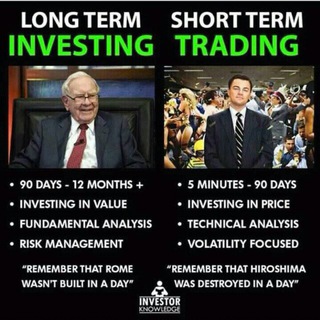 LONG TERM
INVESTING
SHORT TERM
TRADING
• 90 DAYS - 12 MONTHS +
• INVESTING IN VALUE
• FUNDAMENTAL ANALYSIS
• RISK MANAGEMENT
"REMEMBER THAT ROME
WASN'T BUILT IN A DAY"
• 5 MINUTES - 90 DAYS
• INVESTING IN PRICE
• TECHNICAL ANALYSIS
• VOLATILITY FOCUSED
"REMEMBER THAT HIROSHIMA
WAS DESTROYED IN A DAY"
INVESTOR
KNOWLEDGE